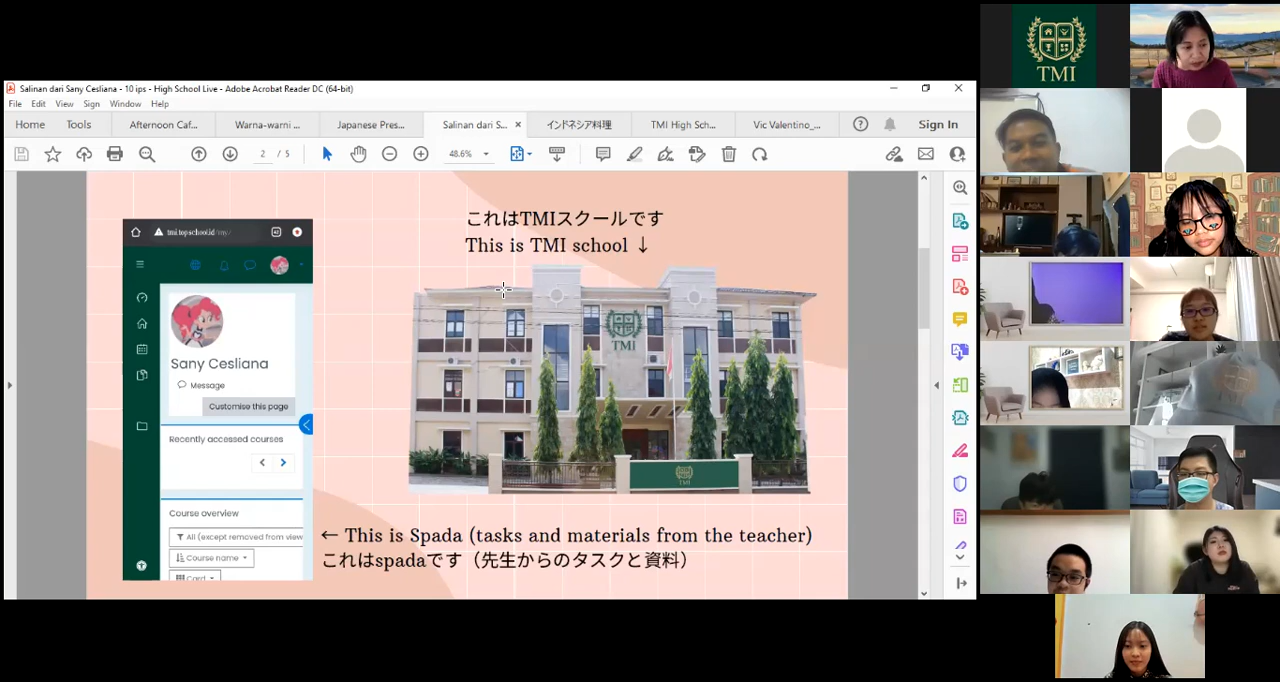 Salinan dari Sany Cesliana - 10 ips - High School Live - Adobe Acrobat Reader DC (64-bit)
File Edit View Sign Window Help
Home Tools Afternoon Caf... Warna-warni ... Japanese Pres... Salinan dari S... インドネシア料理 TMI High Sch... Vic Valentino_... Sign In
2 / 5 48.6%
これはTMIスクールです
This is TMI school ↓
tmi.topschool.id/my/
Sany Cesliana
Message
Customise this page
Recently accessed courses
Course overview
All (except removed from view
Course name
Card
TMI
TMI
← This is Spada (tasks and materials from the teacher)
これはspadaです（先生からのタスクと資料）
TMI